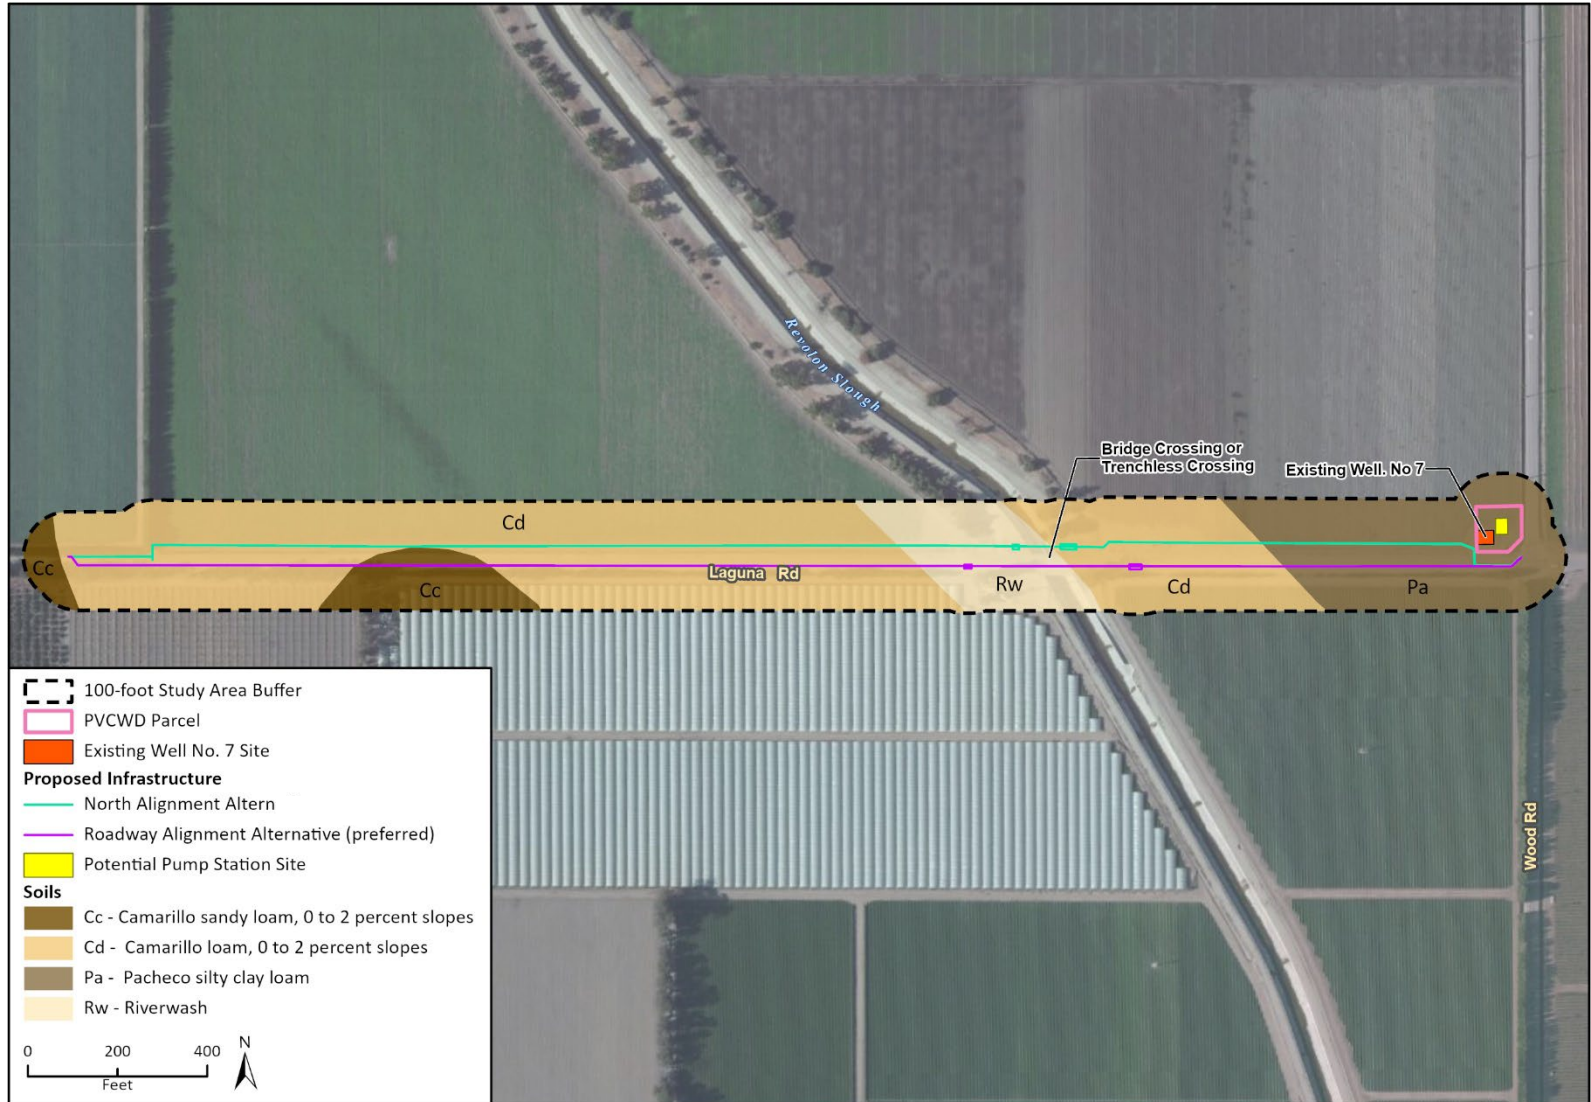 Revolon Slough
Bridge Crossing or
Trenchless Crossing
Existing Well. No 7
Cd
Cc
Cc
Laguna Rd
Rw
Cd
Pa
Wood Rd
100-foot Study Area Buffer
PVCWD Parcel
Existing Well No. 7 Site
Proposed Infrastructure
North Alignment Altern
Roadway Alignment Alternative (preferred)
Potential Pump Station Site
Soils
Cc - Camarillo sandy loam, 0 to 2 percent slopes
Cd - Camarillo loam, 0 to 2 percent slopes
Pa - Pacheco silty clay loam
Rw - Riverwash
0 200 400
Feet
N